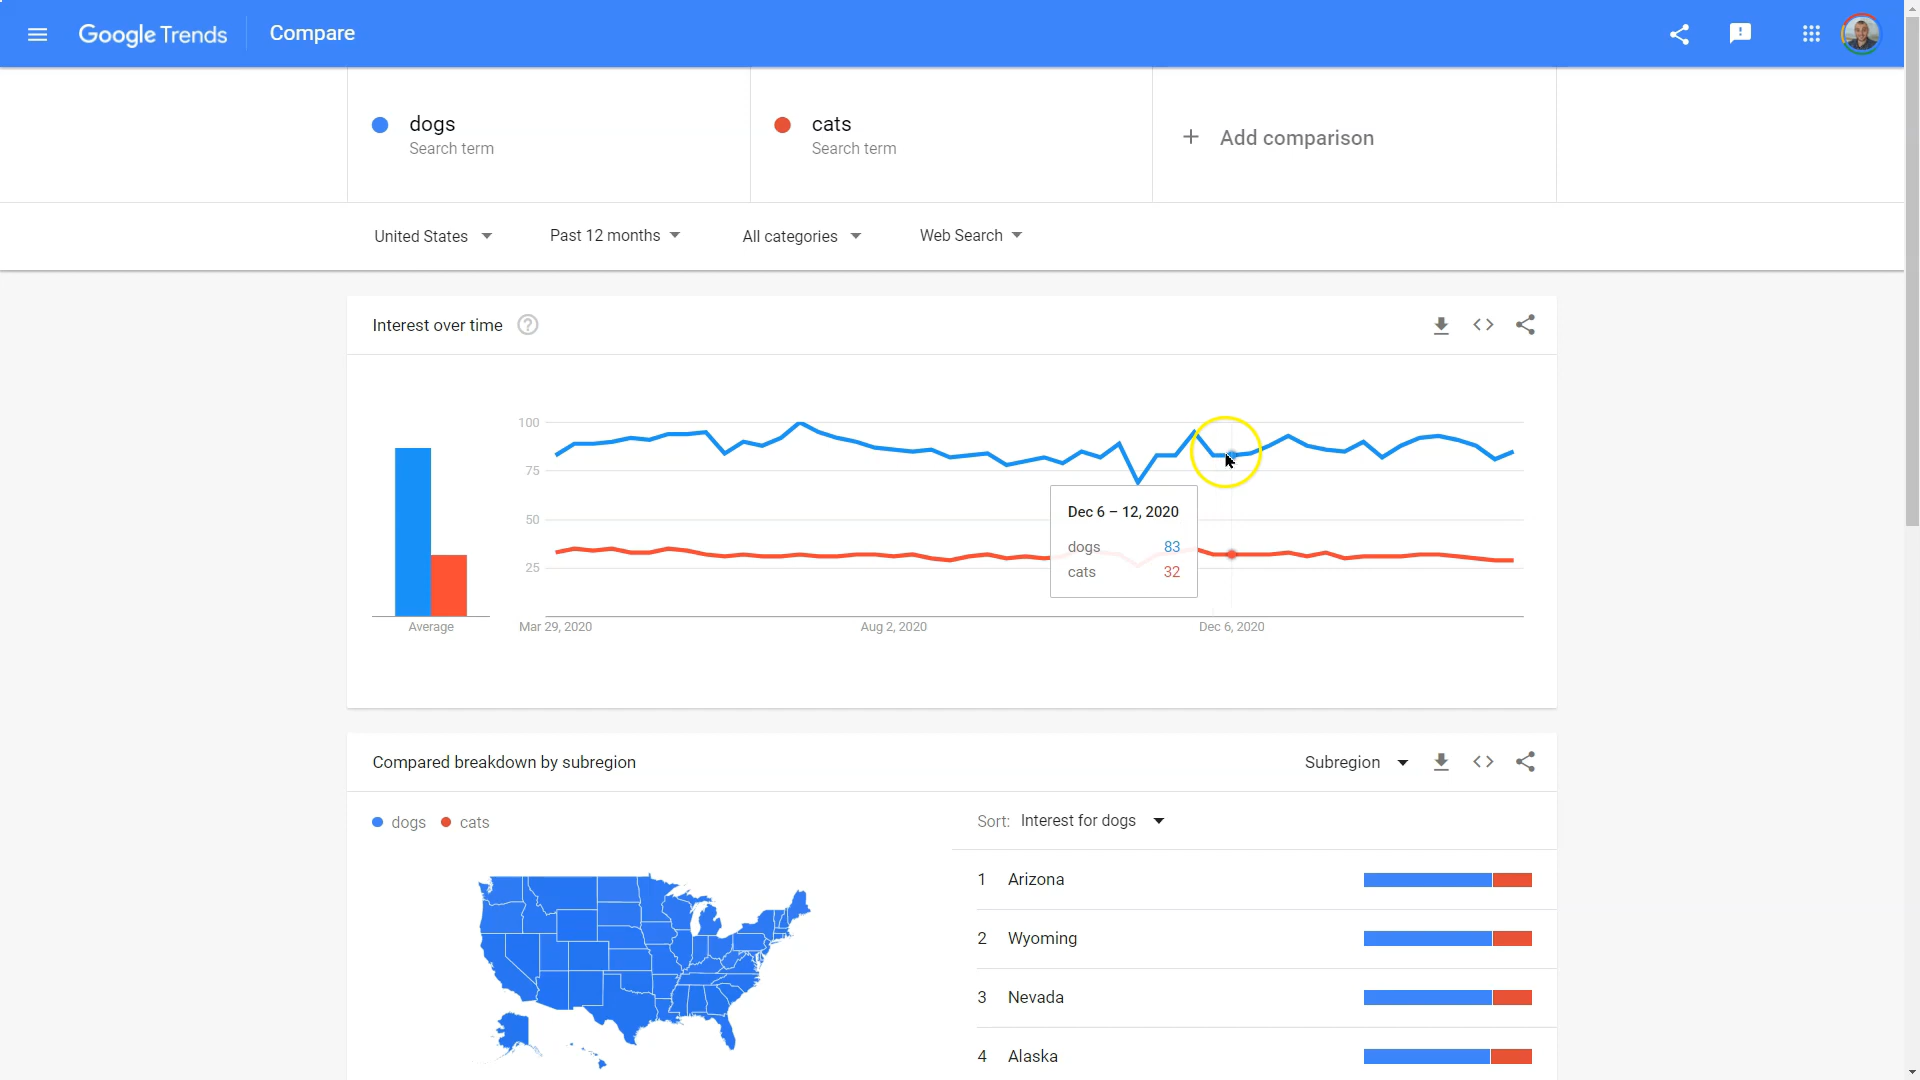 Google Trends Compare
dogs
Search term
cats
Search term
+ Add comparison
United States
Past 12 months
All categories
Web Search
Interest over time ?
100
75
50
25
Dec 6 – 12, 2020
dogs 83
cats 32
Average
Mar 29, 2020
Aug 2, 2020
Dec 6, 2020
Compared breakdown by subregion
Subregion
dogs cats
Sort: Interest for dogs
1 Arizona
2 Wyoming
3 Nevada
4 Alaska